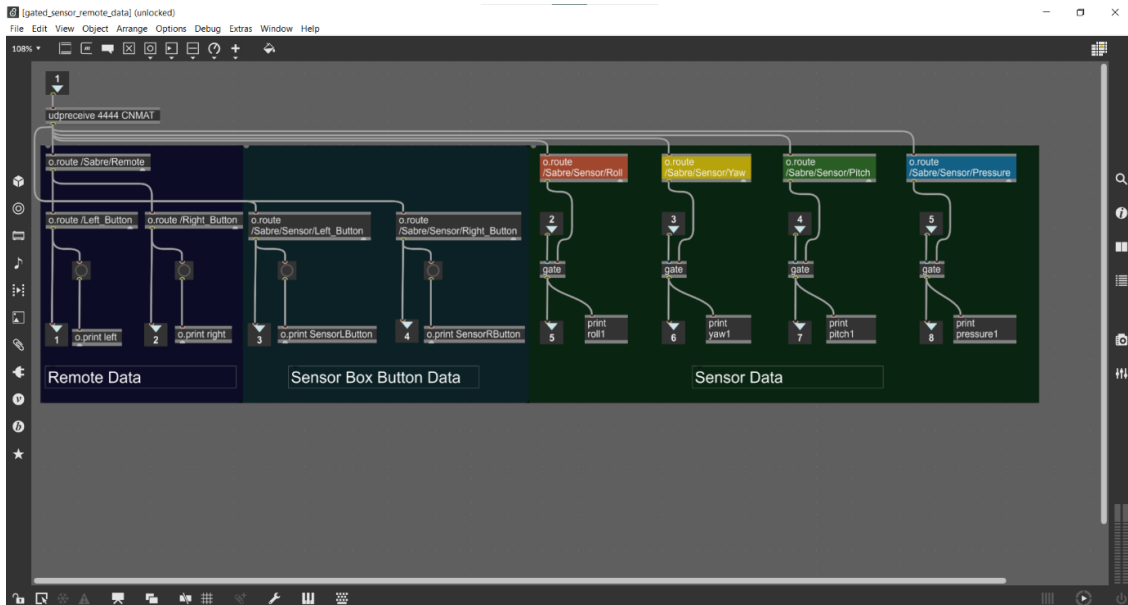 [gated_sensor_remote_data] (unlocked)
File Edit View Object Arrange Options Debug Extras Window Help
108%
1
udpreceive 4444 CNMAT
o.route /Sabre/Remote
o.route
/Sabre/Sensor/Roll
o.route
/Sabre/Sensor/Yaw
o.route
/Sabre/Sensor/Pitch
o.route
/Sabre/Sensor/Pressure
o.route /Left_Button
o.route /Right_Button
o.route
/Sabre/Sensor/Left_Button
o.route
/Sabre/Sensor/Right_Button
2
3
4
5
gate
gate
gate
gate
1
o.print left
2
o.print right
3
o.print SensorLButton
4
o.print SensorRButton
5
print
roll1
6
print
yaw1
7
print
pitch1
8
print
pressure1
Remote Data
Sensor Box Button Data
Sensor Data